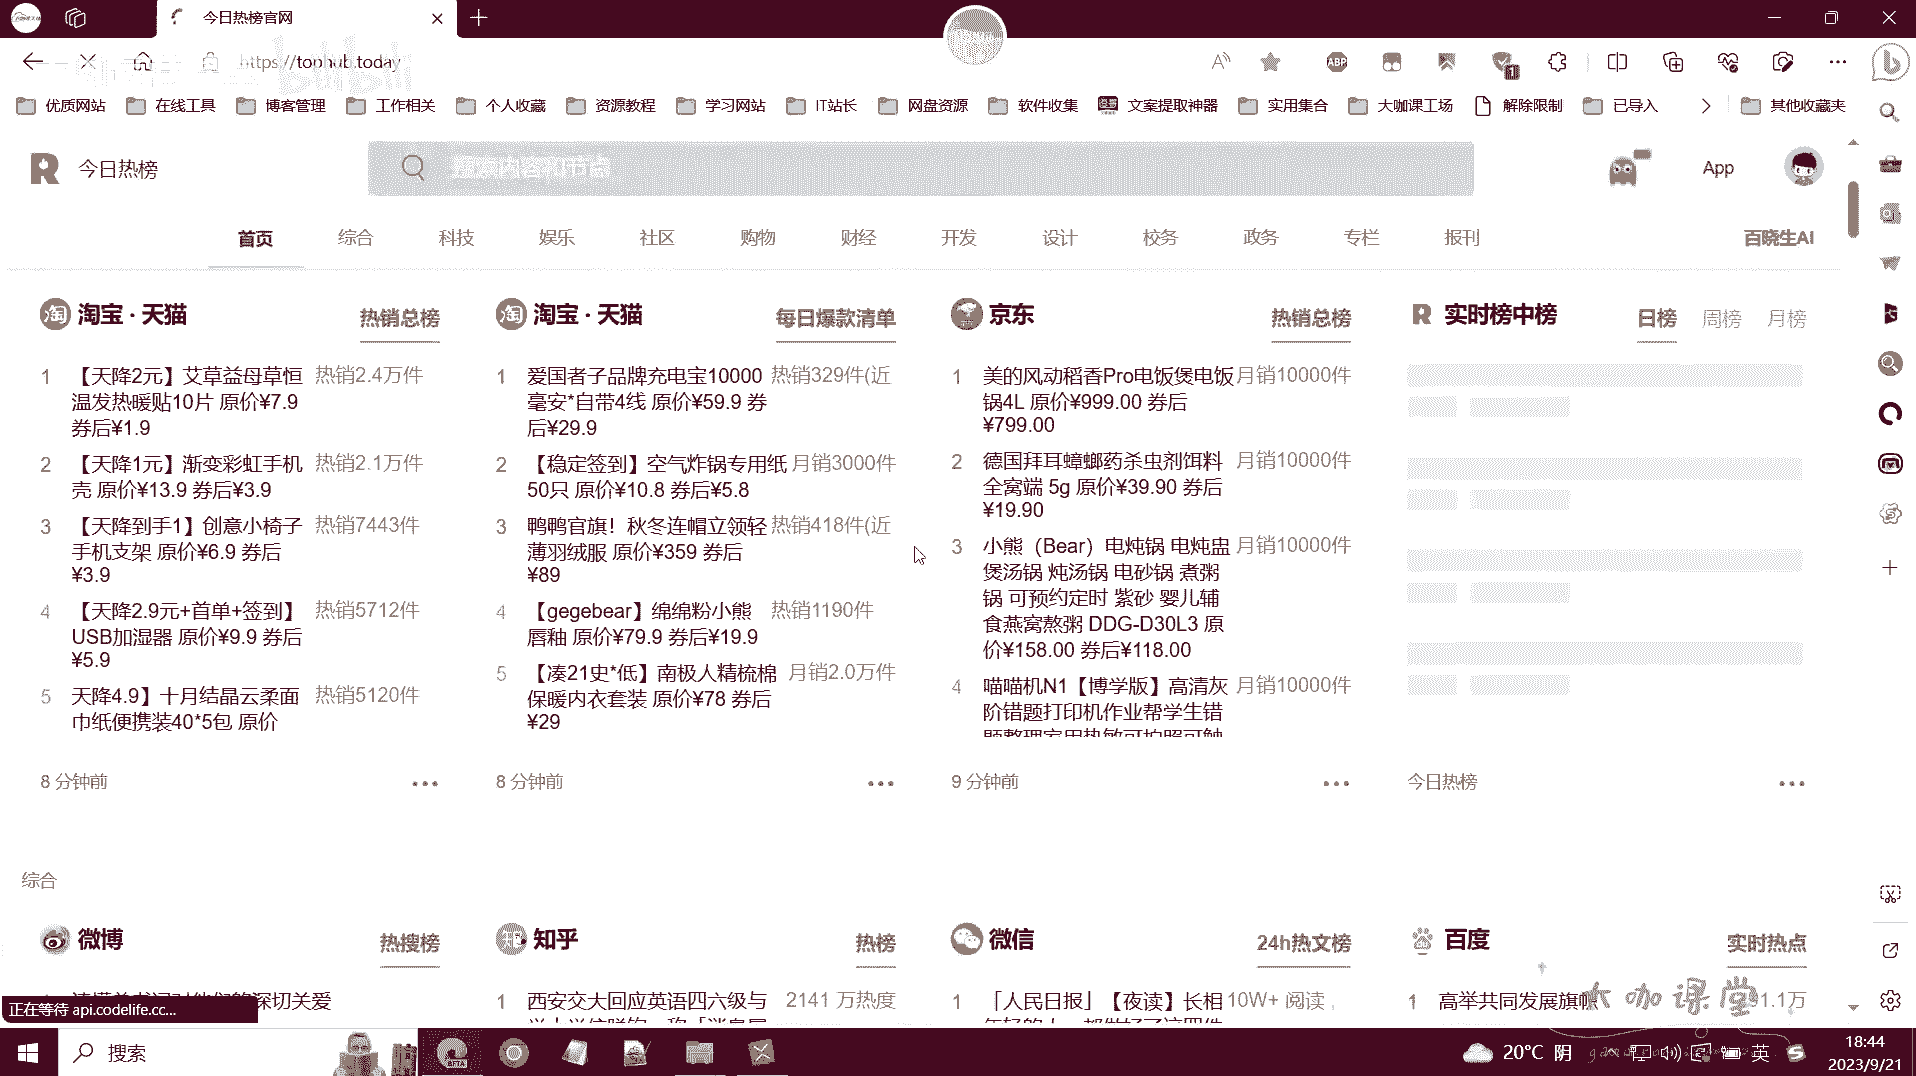 今日热榜官网
https://tophub.today
优质网站 在线工具 博客管理 工作相关 个人收藏 资源教程 学习网站 IT站长 网盘资源 软件收集 文案提取神器 实用集合 大咖课工场 解除限制 已导入 其他收藏夹
今日热榜
搜索内容和节点
App
首页 综合 科技 娱乐 社区 购物 财经 开发 设计 校务 政务 专栏 报刊 百晓生AI
淘宝 · 天猫 热销总榜
1 【天降2元】艾草益母草恒 热销2.4万件
温发热暖贴10片 原价¥7.9
券后¥1.9
2 【天降1元】渐变彩虹手机 热销2.1万件
壳 原价¥13.9 券后¥3.9
3 【天降到手1】创意小椅子 热销7443件
手机支架 原价¥6.9 券后
¥3.9
4 【天降2.9元+首单+签到】 热销5712件
USB加湿器 原价¥9.9 券后
¥5.9
5 天降4.9】十月结晶云柔面 热销5120件
巾纸便携装40*5包 原价
8 分钟前
淘宝 · 天猫 每日爆款清单
1 爱国者子品牌充电宝10000 热销329件(近
毫安*自带4线 原价¥59.9 券
后¥29.9
2 【稳定签到】空气炸锅专用纸 月销3000件
50只 原价¥10.8 券后¥5.8
3 鸭鸭官旗！秋冬连帽立领轻 热销418件(近
薄羽绒服 原价¥359 券后
¥89
4 【gegebear】绵绵粉小熊 热销1190件
唇釉 原价¥79.9 券后¥19.9
5 【凑21史*低】南极人精梳棉 月销2.0万件
保暖内衣套装 原价¥78 券后
¥29
8 分钟前
京东 热销总榜
1 美的风动稻香Pro电饭煲电饭 月销10000件
锅4L 原价¥999.00 券后
¥799.00
2 德国拜耳蟑螂药杀虫剂饵料 月销10000件
全窝端 5g 原价¥39.90 券后
¥19.90
3 小熊（Bear）电炖锅 电炖盅 月销10000件
煲汤锅 炖汤锅 电砂锅 煮粥
锅 可预约定时 紫砂 婴儿辅
食燕窝熬粥 DDG-D30L3 原
价¥158.00 券后¥118.00
4 喵喵机N1【博学版】高清灰 月销10000件
阶错题打印机作业帮学生错
题整理家用热敏可拍照可触
9 分钟前
实时榜中榜 日榜 周榜 月榜
今日热榜
综合
微博 热搜榜
深切关爱
知乎 热榜
1 西安交大回应英语四六级与 2141 万热度
微信 24h热文榜
1 「人民日报」【夜读】长相 10W+ 阅读
百度 实时热点
1 高举共同发展旗帜 91.1万
大咖课堂
正在等待 api.codelife.cc...
搜索
20°C 阴
英
18:44
2023/9/21